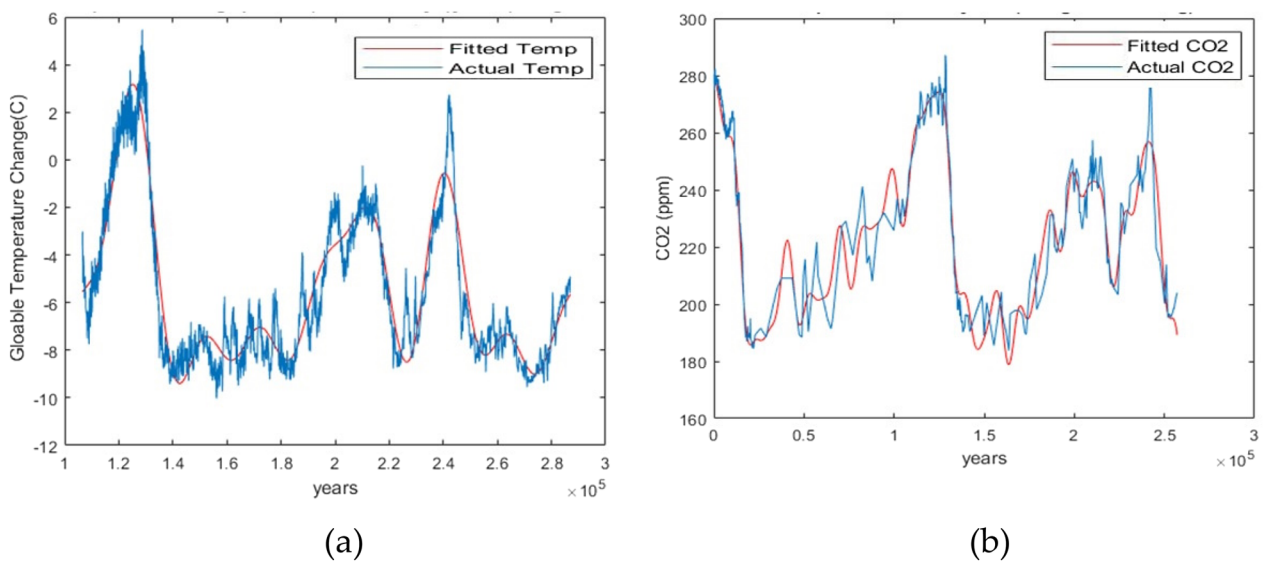 6
4
2
0
-2
-4
-6
-8
-10
-12
Gloable Temperature Change(C)
Fitted Temp
Actual Temp
1 1.2 1.4 1.6 1.8 2 2.2 2.4 2.6 2.8 3
years
×10^5
(a)
300
280
260
240
220
200
180
160
CO2 (ppm)
Fitted CO2
Actual CO2
0 0.5 1 1.5 2 2.5 3
years
×10^5
(b)